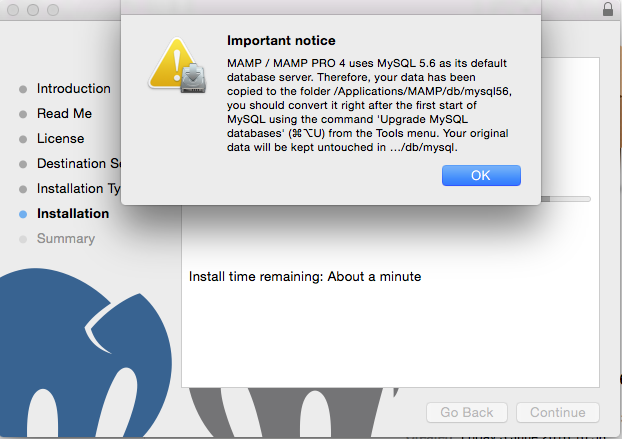 Important notice
MAMP / MAMP PRO 4 uses MySQL 5.6 as its default
database server. Therefore, your data has been
copied to the folder /Applications/MAMP/db/mysql56,
you should convert it right after the first start of
MySQL using the command 'Upgrade MySQL
databases' (⌘⌥U) from the Tools menu. Your original
data will be kept untouched in …/db/mysql.
OK
Introduction
Read Me
License
Destination Se
Installation Ty
Installation
Summary
Install time remaining: About a minute
Go Back
Continue